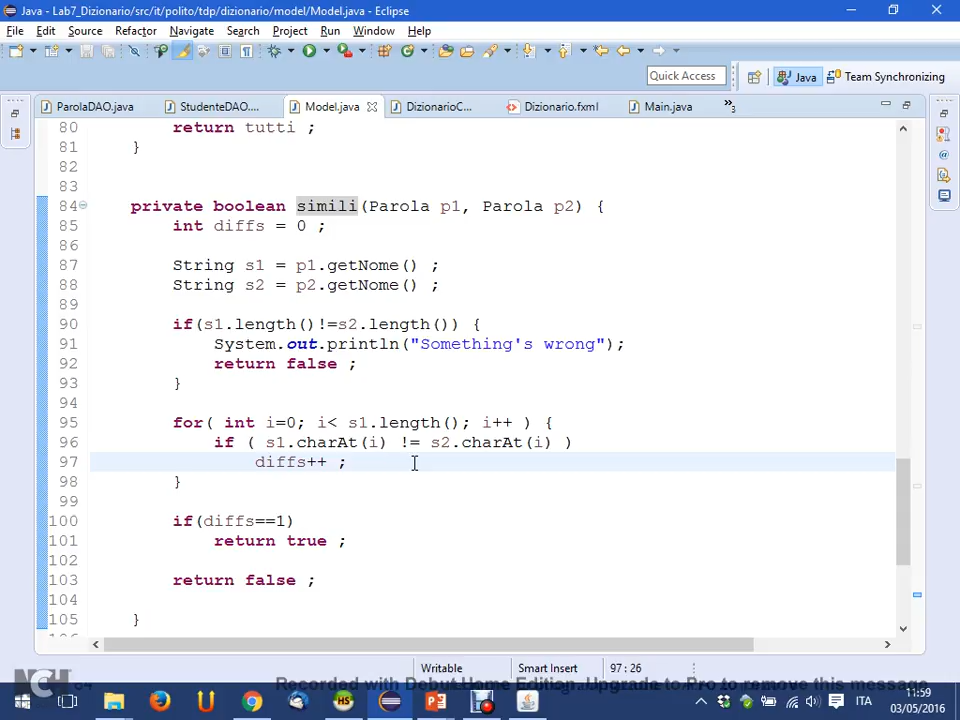 Java - Lab7_Dizionario/src/it/polito/tdp/dizionario/model/Model.java - Eclipse
File Edit Source Refactor Navigate Search Project Run Window Help
Quick Access Java Team Synchronizing
ParolaDAO.java StudenteDAO.... Model.java DizionarioC... Dizionario.fxml Main.java »3
80 return tutti ;
81 }
82
83
84 private boolean simili(Parola p1, Parola p2) {
85 int diffs = 0 ;
86
87 String s1 = p1.getNome() ;
88 String s2 = p2.getNome() ;
89
90 if(s1.length()!=s2.length()) {
91 System.out.println("Something's wrong");
92 return false ;
93 }
94
95 for( int i=0; i< s1.length(); i++ ) {
96 if ( s1.charAt(i) != s2.charAt(i) )
97 diffs++ ;
98 }
99
100 if(diffs==1)
101 return true ;
102
103 return false ;
104
105 }
Writable Smart Insert 97 : 26
NCH
Recorded with Debut Home Edition. Upgrade to Pro to remove this message
ITA
11:59
03/05/2016